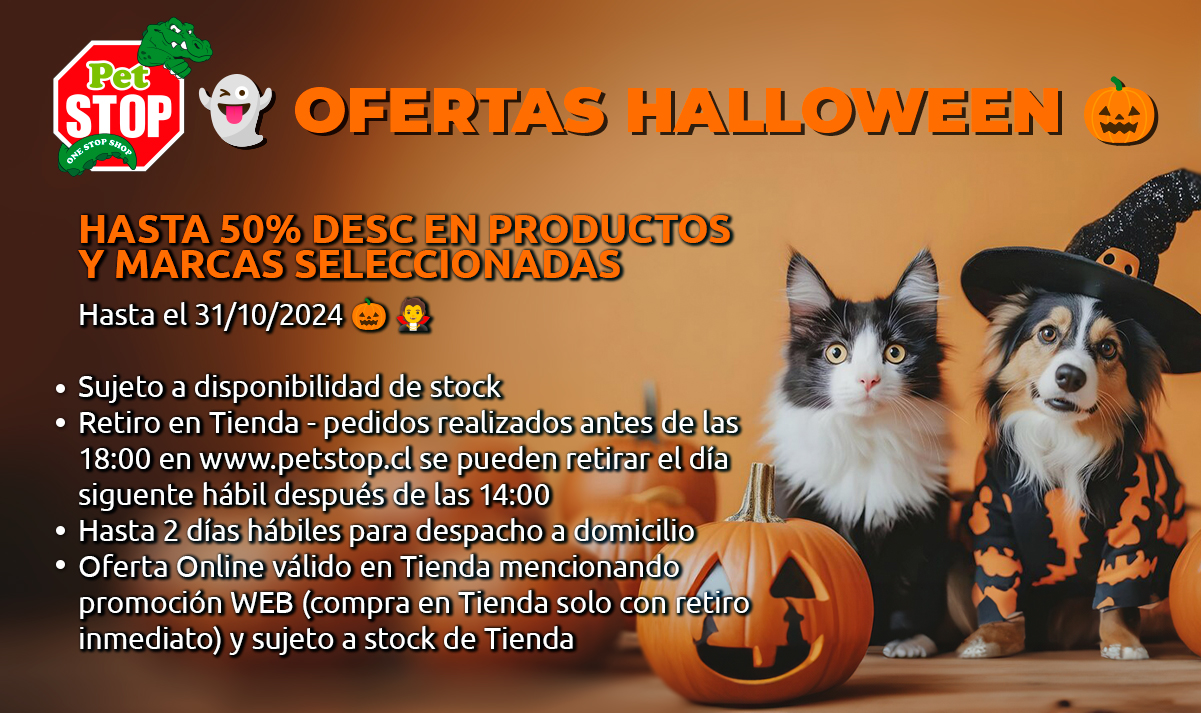 Pet
STOP
ONE STOP SHOP
OFERTAS HALLOWEEN
HASTA 50% DESC EN PRODUCTOS
Y MARCAS SELECCIONADAS
Hasta el 31/10/2024
• Sujeto a disponibilidad de stock
• Retiro en Tienda - pedidos realizados antes de las
18:00 en www.petstop.cl se pueden retirar el día
siguente hábil después de las 14:00
• Hasta 2 días hábiles para despacho a domicilio
• Oferta Online válido en Tienda mencionando
promoción WEB (compra en Tienda solo con retiro
inmediato) y sujeto a stock de Tienda